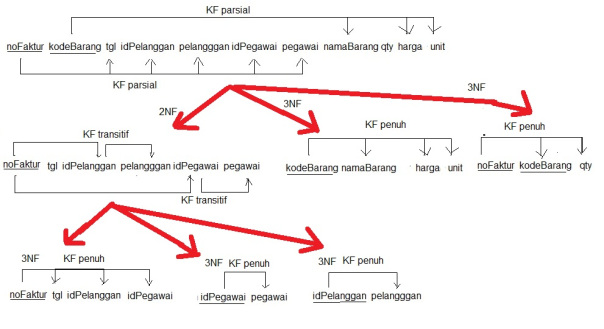 KF parsial
noFaktur kodeBarang tgl idPelanggan pelangggan idPegawai pegawai namaBarang qty harga unit
KF parsial
2NF 3NF 3NF
KF transitif KF penuh KF penuh
noFaktur tgl idPelanggan pelanggan idPegawai pegawai kodeBarang namaBarang harga unit noFaktur kodeBarang qty
KF transitif
3NF KF penuh 3NF KF penuh 3NF KF penuh
noFaktur tgl idPelanggan idPegawai idPegawai pegawai idPelanggan pelangggan